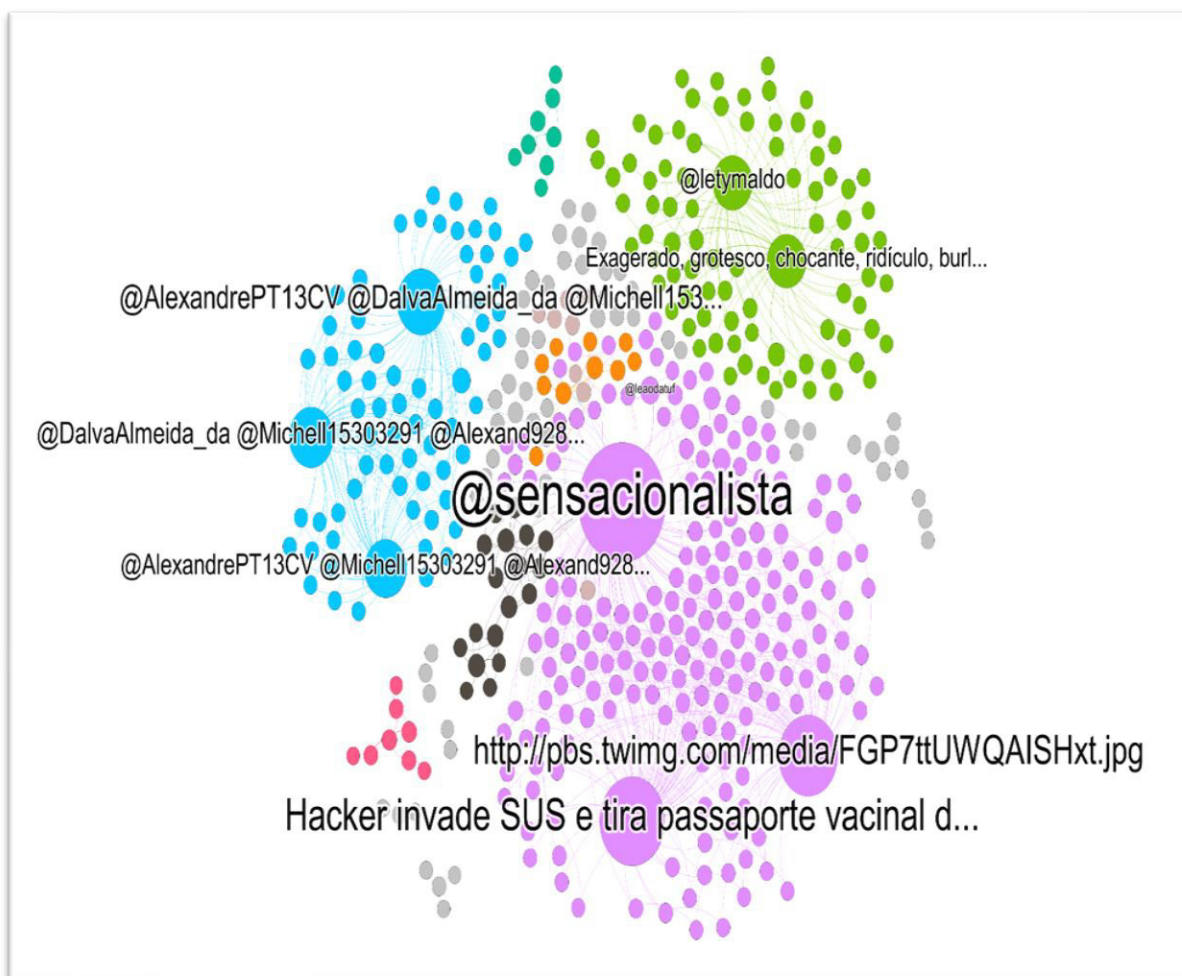 @letymaldo
Exagerado, grotesco, chocante, ridículo, burl...
@AlexandrePT13CV @DalvaAlmeida_da @Michell153...
@leaodatuf
@DalvaAlmeida_da @Michell15303291 @Alexand928...
@sensacionalista
@AlexandrePT13CV @Michell15303291 @Alexand928...
http://pbs.twimg.com/media/FGP7ttUWQAISHxt.jpg
Hacker invade SUS e tira passaporte vacinal d...